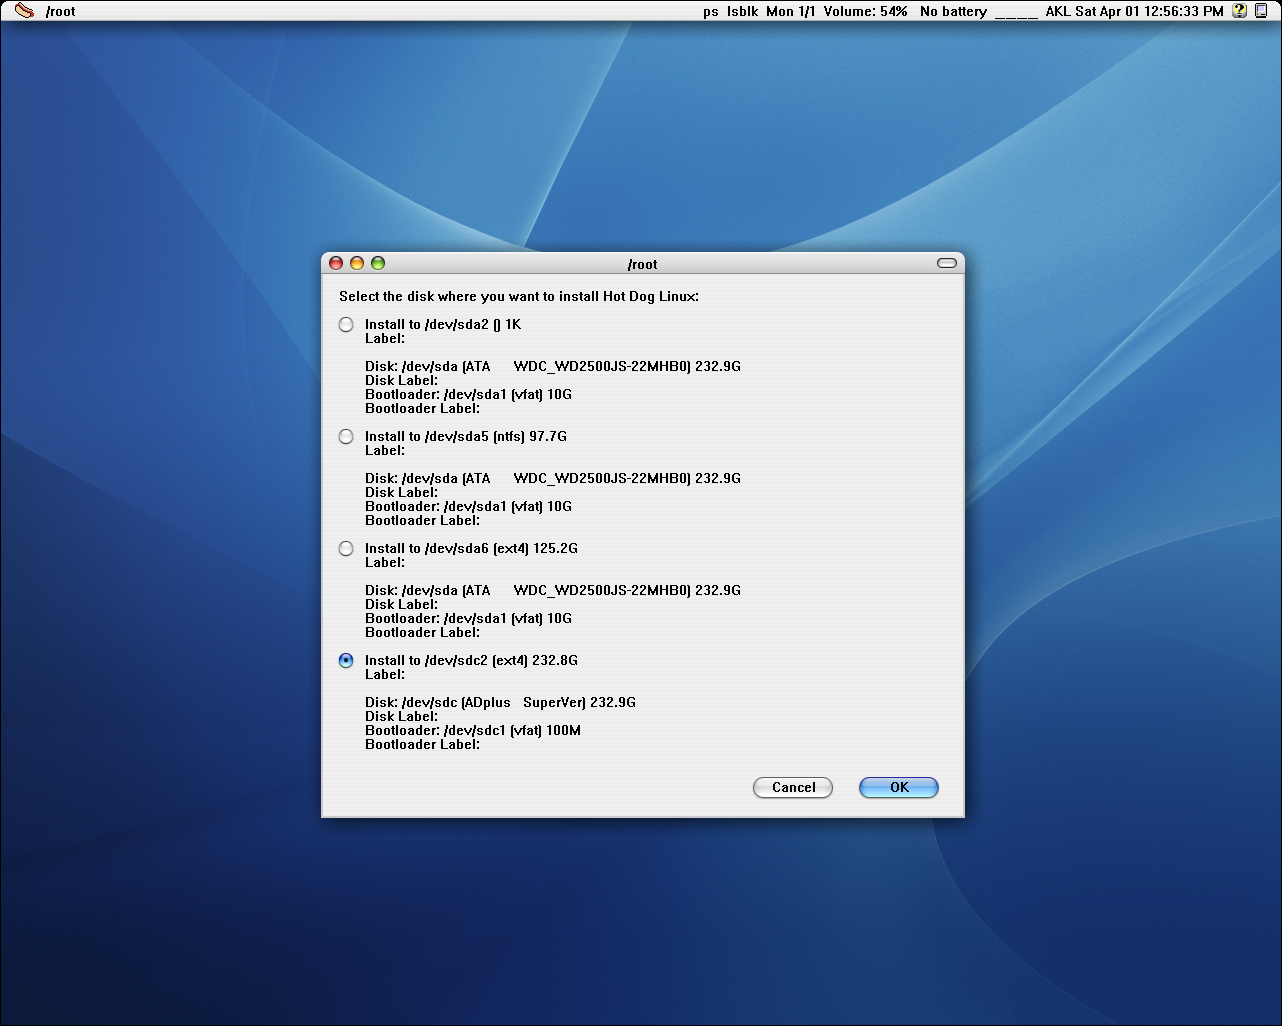 /root ps lsblk Mon 1/1 Volume: 54% No battery ____ AKL Sat Apr 01 12:56:33 PM
/root
Select the disk where you want to install Hot Dog Linux:
Install to /dev/sda2 () 1K
Label:
Disk: /dev/sda (ATA WDC_WD2500JS-22MHB0) 232.9G
Disk Label:
Bootloader: /dev/sda1 (vfat) 10G
Bootloader Label:
Install to /dev/sda5 (ntfs) 97.7G
Label:
Disk: /dev/sda (ATA WDC_WD2500JS-22MHB0) 232.9G
Disk Label:
Bootloader: /dev/sda1 (vfat) 10G
Bootloader Label:
Install to /dev/sda6 (ext4) 125.2G
Label:
Disk: /dev/sda (ATA WDC_WD2500JS-22MHB0) 232.9G
Disk Label:
Bootloader: /dev/sda1 (vfat) 10G
Bootloader Label:
Install to /dev/sdc2 (ext4) 232.8G
Label:
Disk: /dev/sdc (ADplus SuperVer) 232.9G
Disk Label:
Bootloader: /dev/sdc1 (vfat) 100M
Bootloader Label:
Cancel OK